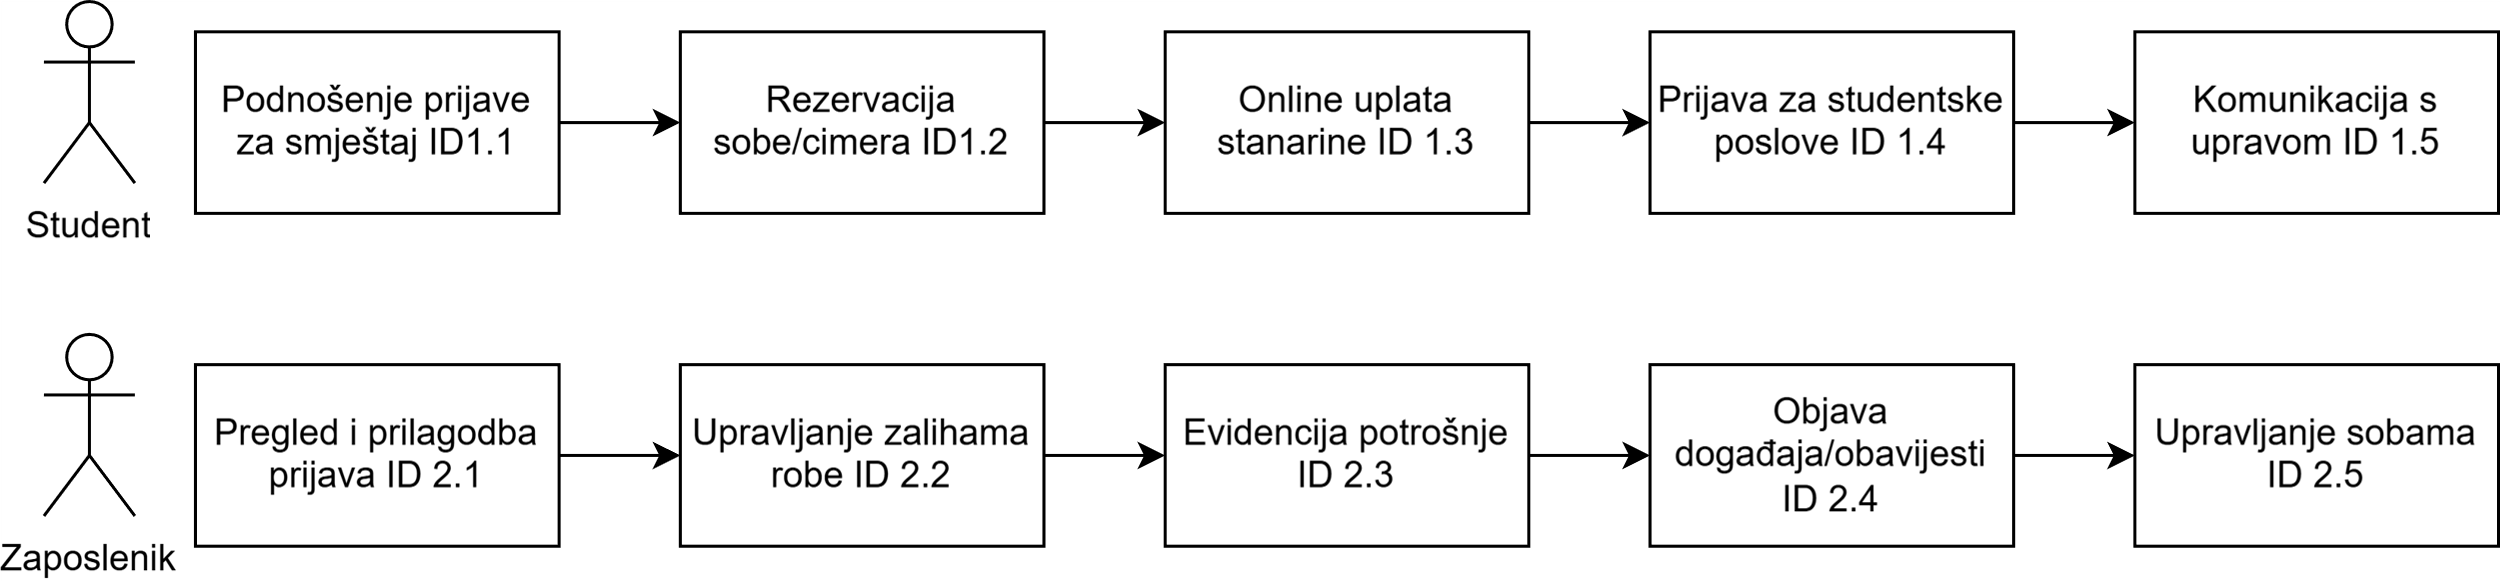 Podnošenje prijave
za smještaj ID1.1
Rezervacija
sobe/cimera ID1.2
Online uplata
stanarine ID 1.3
Prijava za studentske
poslove ID 1.4
Komunikacija s
upravom ID 1.5
Student
Pregled i prilagodba
prijava ID 2.1
Upravljanje zalihama
robe ID 2.2
Evidencija potrošnje
ID 2.3
Objava
događaja/obavijesti
ID 2.4
Upravljanje sobama
ID 2.5
Zaposlenik